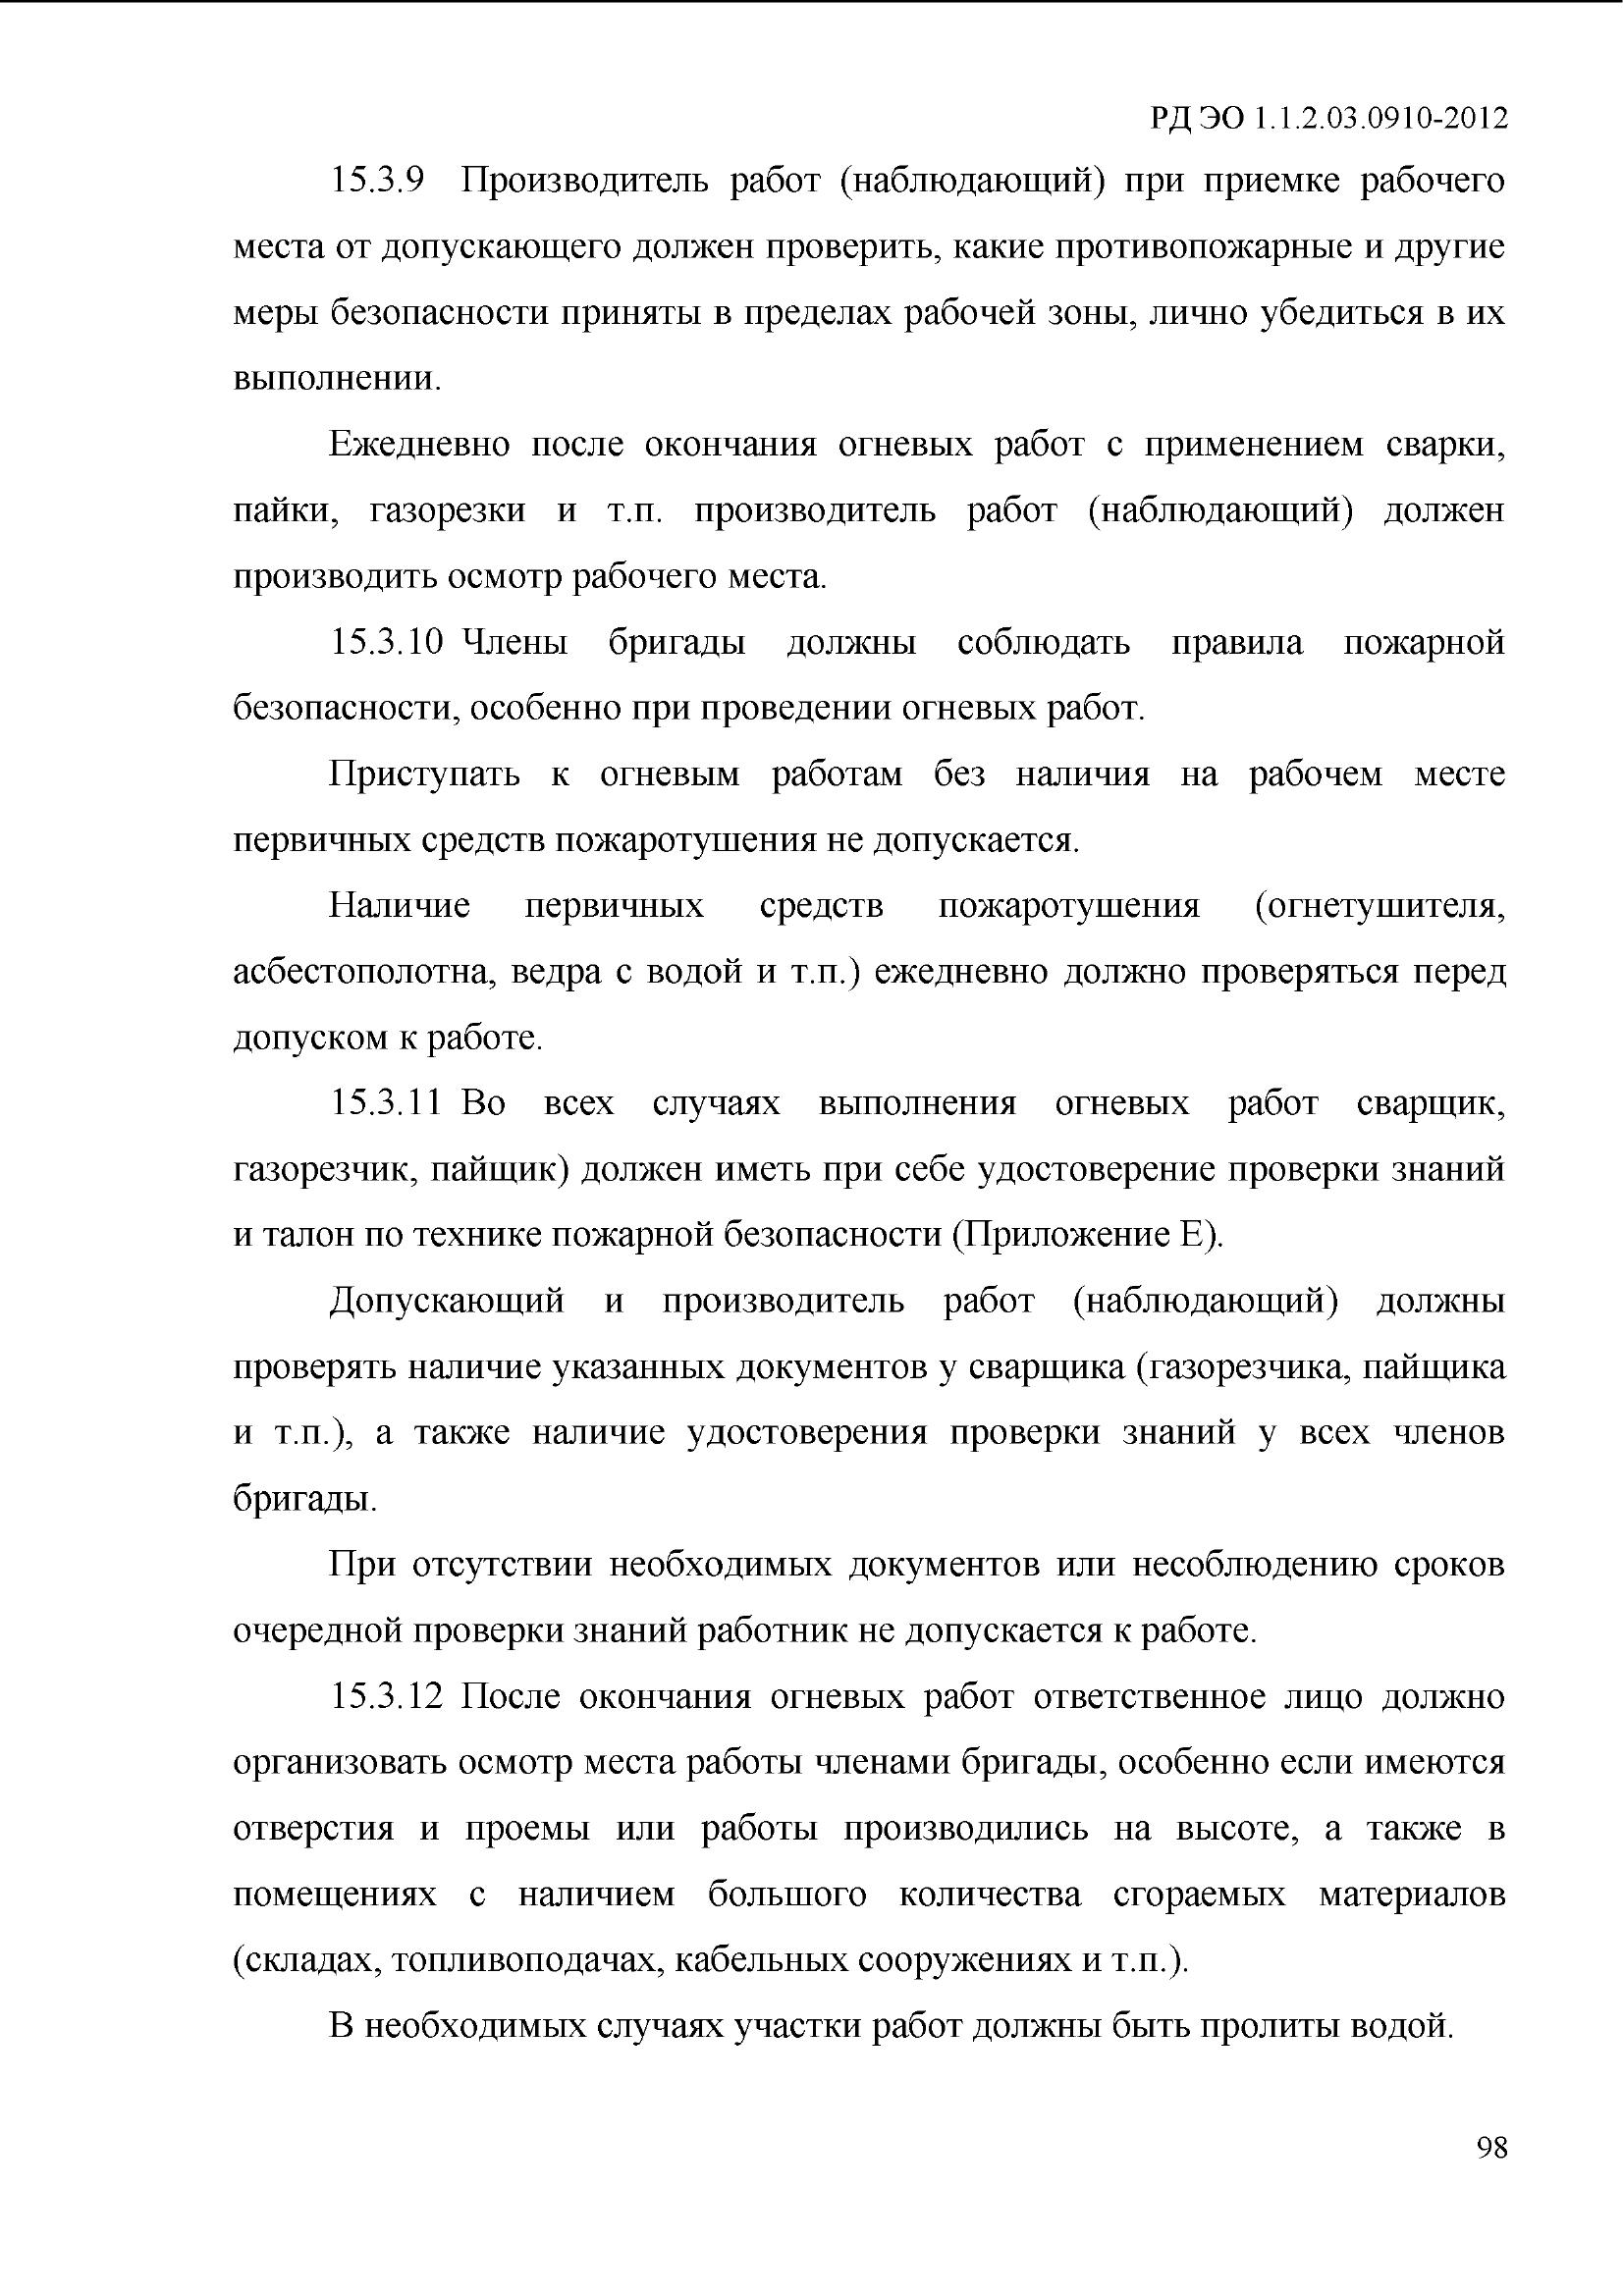 РД ЭО 1.1.2.03.0910-2012
15.3.9 Производитель работ (наблюдающий) при приемке рабочего
места от допускающего должен проверить, какие противопожарные и другие
меры безопасности приняты в пределах рабочей зоны, лично убедиться в их
выполнении.
Ежедневно после окончания огневых работ с применением сварки,
пайки, газорезки и т.п. производитель работ (наблюдающий) должен
производить осмотр рабочего места.
15.3.10 Члены бригады должны соблюдать правила пожарной
безопасности, особенно при проведении огневых работ.
Приступать к огневым работам без наличия на рабочем месте
первичных средств пожаротушения не допускается.
Наличие первичных средств пожаротушения (огнетушителя,
асбестополотна, ведра с водой и т.п.) ежедневно должно проверяться перед
допуском к работе.
15.3.11 Во всех случаях выполнения огневых работ сварщик,
газорезчик, пайщик) должен иметь при себе удостоверение проверки знаний
и талон по технике пожарной безопасности (Приложение Е).
Допускающий и производитель работ (наблюдающий) должны
проверять наличие указанных документов у сварщика (газорезчика, пайщика
и т.п.), а также наличие удостоверения проверки знаний у всех членов
бригады.
При отсутствии необходимых документов или несоблюдению сроков
очередной проверки знаний работник не допускается к работе.
15.3.12 После окончания огневых работ ответственное лицо должно
организовать осмотр места работы членами бригады, особенно если имеются
отверстия и проемы или работы производились на высоте, а также в
помещениях с наличием большого количества сгораемых материалов
(складах, топливоподачах, кабельных сооружениях и т.п.).
В необходимых случаях участки работ должны быть пролиты водой.
98